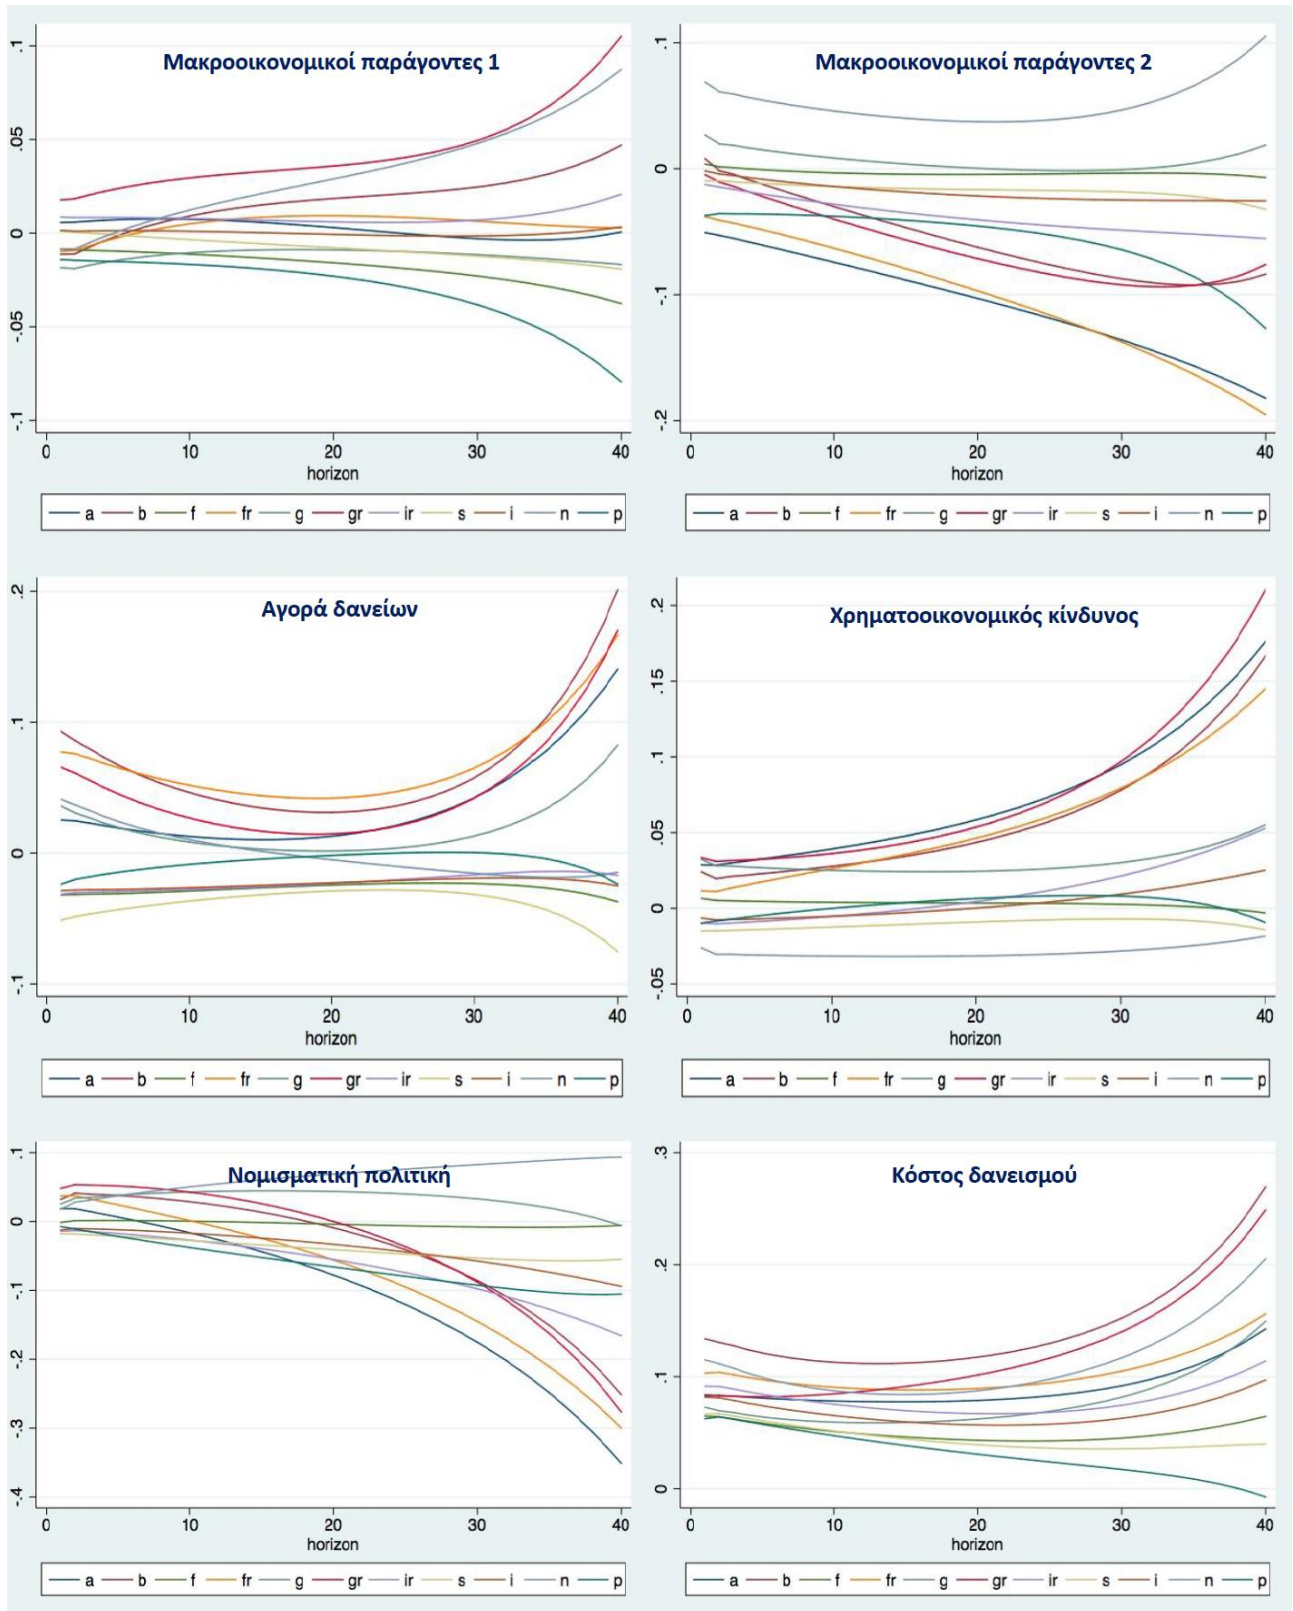 Μακροοικονομικοί παράγοντες 1
.1
.05
0
-.05
-.1
0 10 20 30 40
horizon
a b f fr g gr ir s i n p
Μακροοικονομικοί παράγοντες 2
.1
0
-.1
-.2
0 10 20 30 40
horizon
a b f fr g gr ir s i n p
Αγορά δανείων
.2
.1
0
-.1
0 10 20 30 40
horizon
a b f fr g gr ir s i n p
Χρηματοοικονομικός κίνδυνος
.2
.15
.1
.05
0
-.05
0 10 20 30 40
horizon
a b f fr g gr ir s i n p
Νομισματική πολιτική
.1
0
-.1
-.2
-.3
-.4
0 10 20 30 40
horizon
a b f fr g gr ir s i n p
Κόστος δανεισμού
.3
.2
.1
0
0 10 20 30 40
horizon
a b f fr g gr ir s i n p